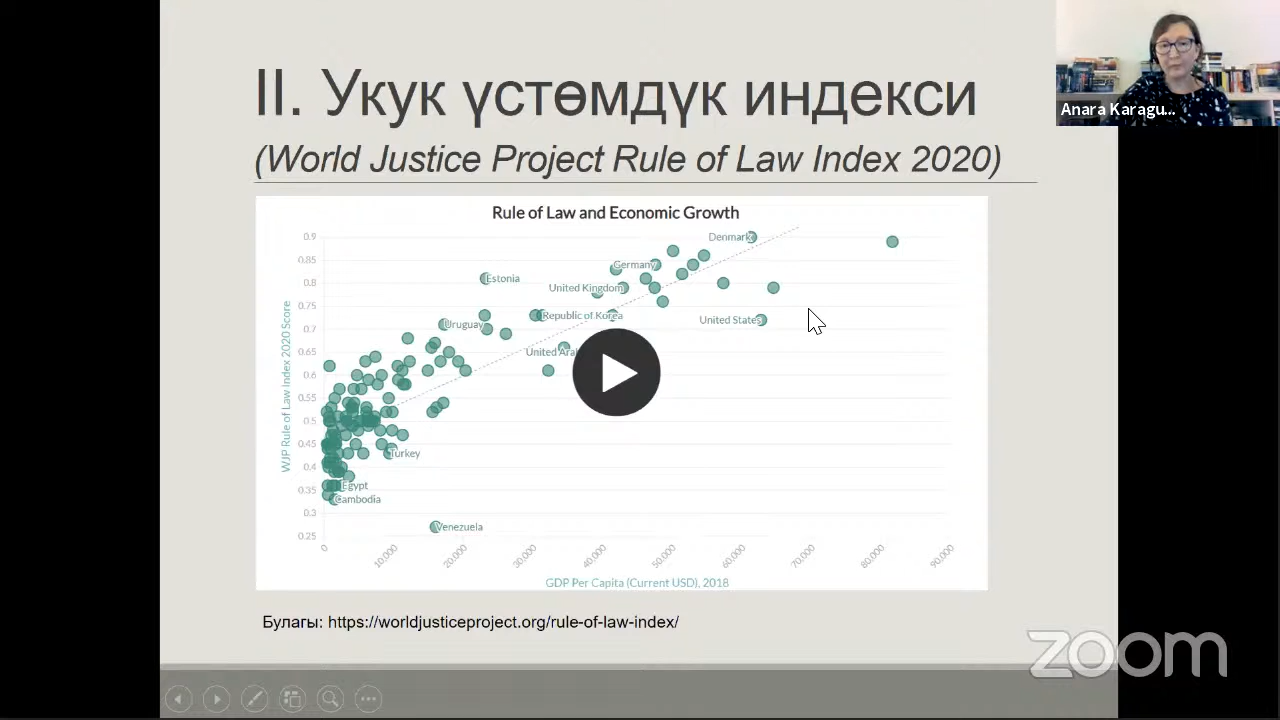 II. Укук үстөмдүк индекси
(World Justice Project Rule of Law Index 2020)
Anara Karagu...
Rule of Law and Economic Growth
WJP Rule of Law Index 2020 Score
0.9
0.85
0.8
0.75
0.7
0.65
0.6
0.55
0.5
0.45
0.4
0.35
0.3
0.25
Denmark
Germany
Estonia
United Kingdom
Republic of Korea
United States
Uruguay
United Arab
Turkey
Egypt
Cambodia
Venezuela
0
10,000
20,000
30,000
40,000
50,000
60,000
70,000
80,000
90,000
GDP Per Capita (Current USD), 2018
Булагы: https://worldjusticeproject.org/rule-of-law-index/
zoom